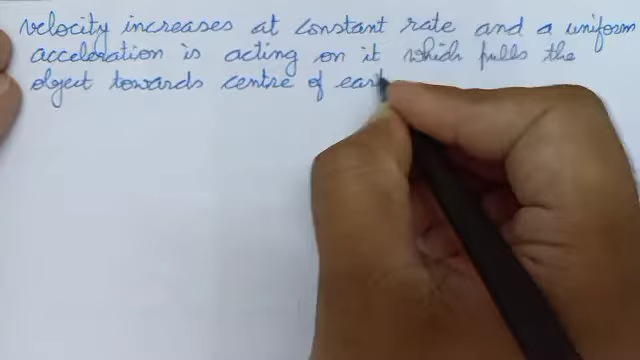 velocity increases at constant rate and a uniform
acceleration is acting on it which pulls the
object towards centre of eart